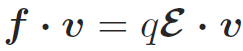 𝒇 · 𝒗 = q𝓔 · 𝒗